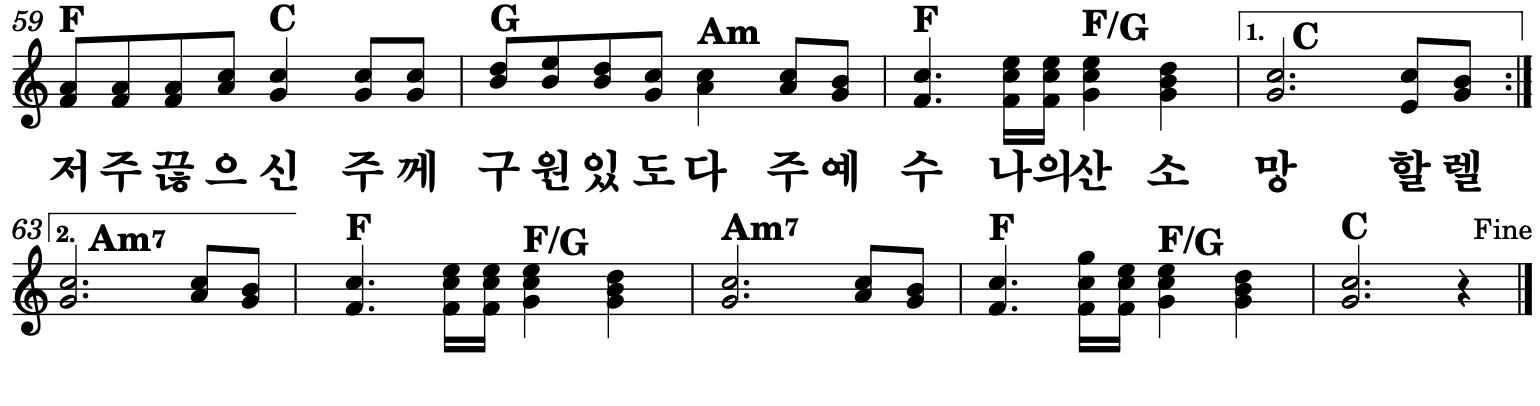 59 F C G Am F F/G 1. C
저 주 끊 으 신 주 께 구 원 있 도 다 주 예 수 나 의 산 소 망 할 렐
63 2. Am7 F F/G Am7 F F/G C Fine